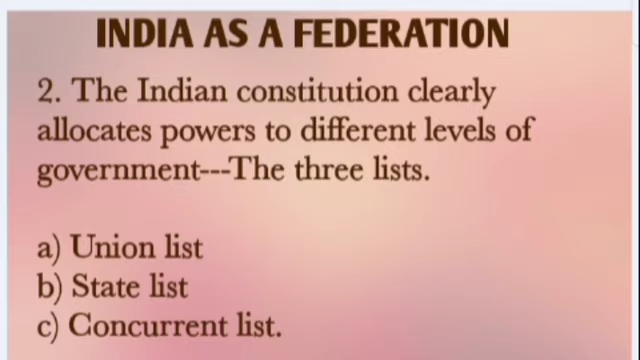 INDIA AS A FEDERATION
2. The Indian constitution clearly
allocates powers to different levels of
government---The three lists.
a) Union list
b) State list
c) Concurrent list.